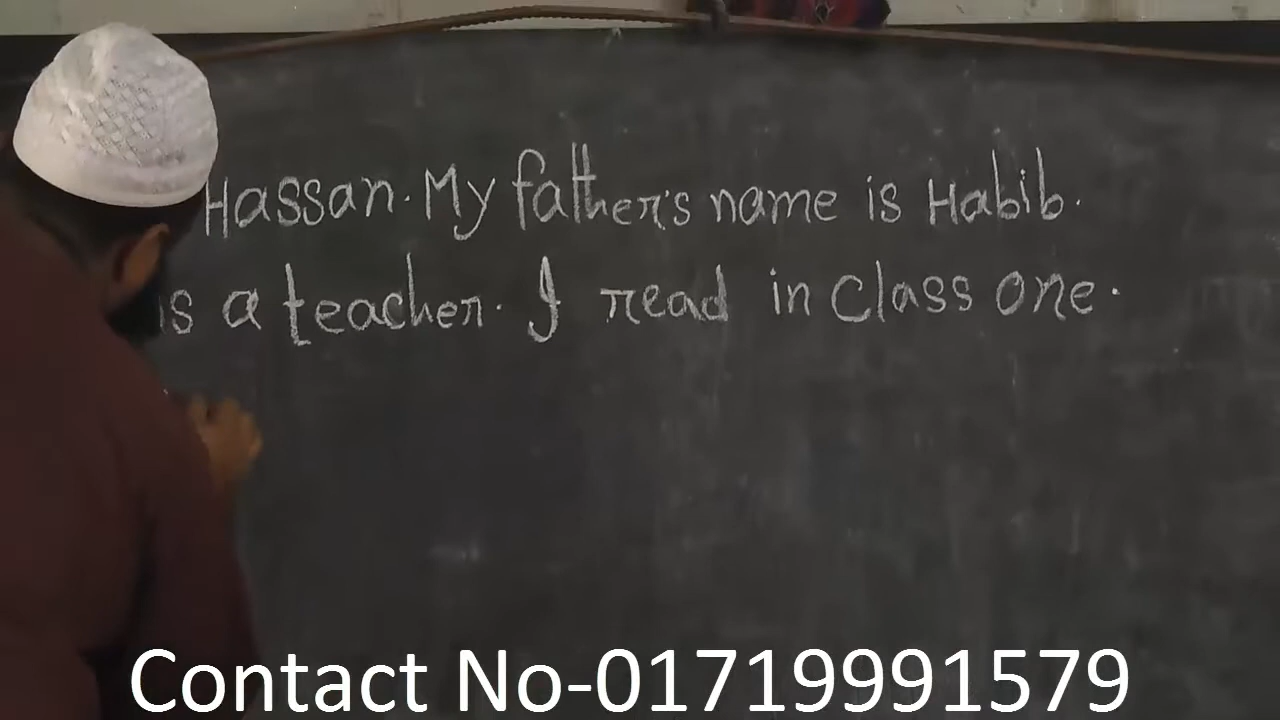 Hassan. My father's name is Habib.
is a teacher. I read in class one.
Contact No-01719991579